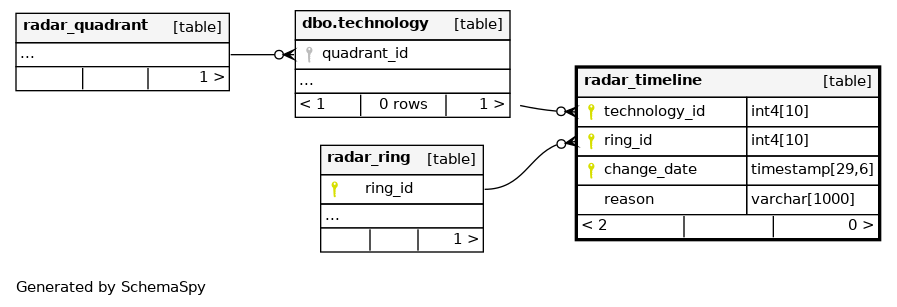 radar_quadrant [table]
...
1 >
dbo.technology [table]
quadrant_id
...
< 1 0 rows 1 >
radar_ring [table]
ring_id
...
1 >
radar_timeline [table]
technology_id int4[10]
ring_id int4[10]
change_date timestamp[29,6]
reason varchar[1000]
< 2 0 >
Generated by SchemaSpy